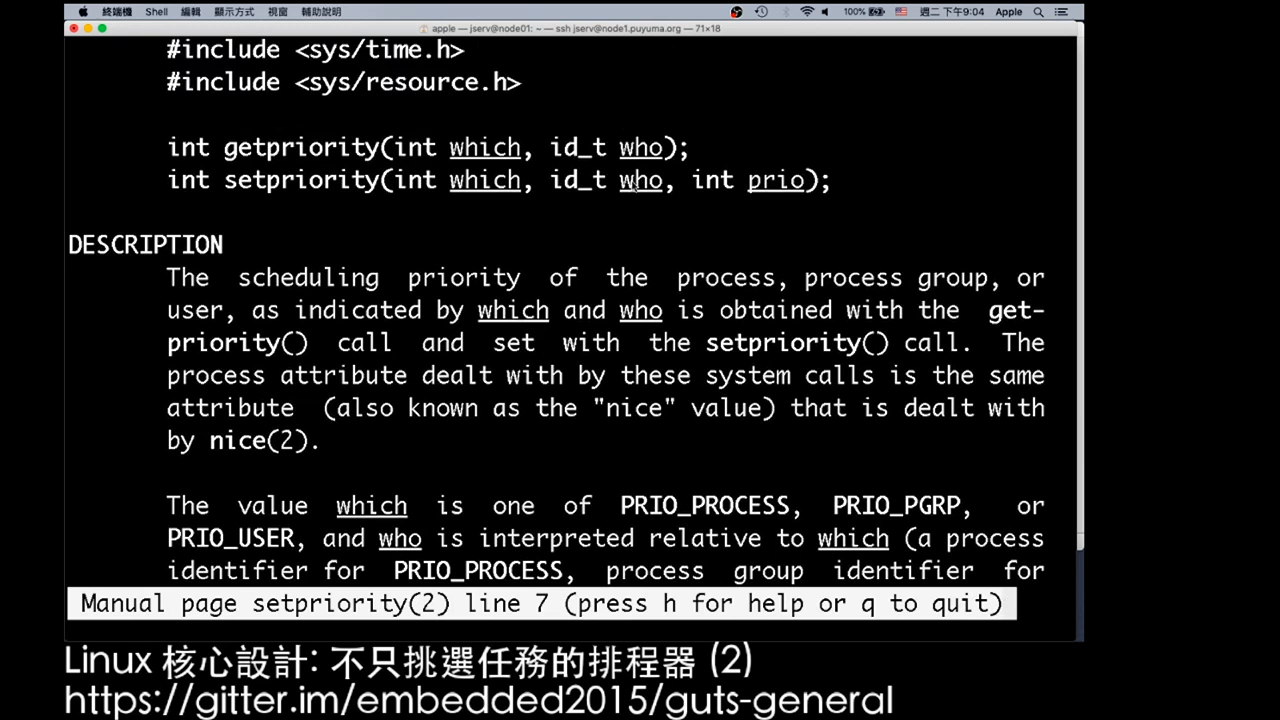 終端機 Shell 編輯 顯示方式 視窗 輔助說明 100% 週二 下午9:04 Apple
apple — jserv@node01: ~ — ssh jserv@node1.puyuma.org — 71×18
#include <sys/time.h>
#include <sys/resource.h>
int getpriority(int which, id_t who);
int setpriority(int which, id_t who, int prio);
DESCRIPTION
The scheduling priority of the process, process group, or
user, as indicated by which and who is obtained with the get-
priority() call and set with the setpriority() call. The
process attribute dealt with by these system calls is the same
attribute (also known as the "nice" value) that is dealt with
by nice(2).
The value which is one of PRIO_PROCESS, PRIO_PGRP, or
PRIO_USER, and who is interpreted relative to which (a process
identifier for PRIO_PROCESS, process group identifier for
Manual page setpriority(2) line 7 (press h for help or q to quit)
Linux 核心設計: 不只挑選任務的排程器 (2)
https://gitter.im/embedded2015/guts-general